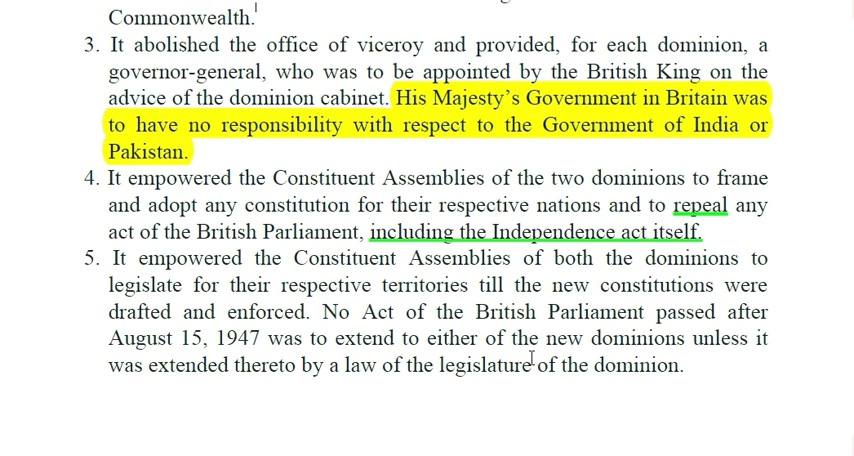 Commonwealth.
3. It abolished the office of viceroy and provided, for each dominion, a
governor-general, who was to be appointed by the British King on the
advice of the dominion cabinet. His Majesty’s Government in Britain was
to have no responsibility with respect to the Government of India or
Pakistan.
4. It empowered the Constituent Assemblies of the two dominions to frame
and adopt any constitution for their respective nations and to repeal any
act of the British Parliament, including the Independence act itself.
5. It empowered the Constituent Assemblies of both the dominions to
legislate for their respective territories till the new constitutions were
drafted and enforced. No Act of the British Parliament passed after
August 15, 1947 was to extend to either of the new dominions unless it
was extended thereto by a law of the legislature of the dominion.